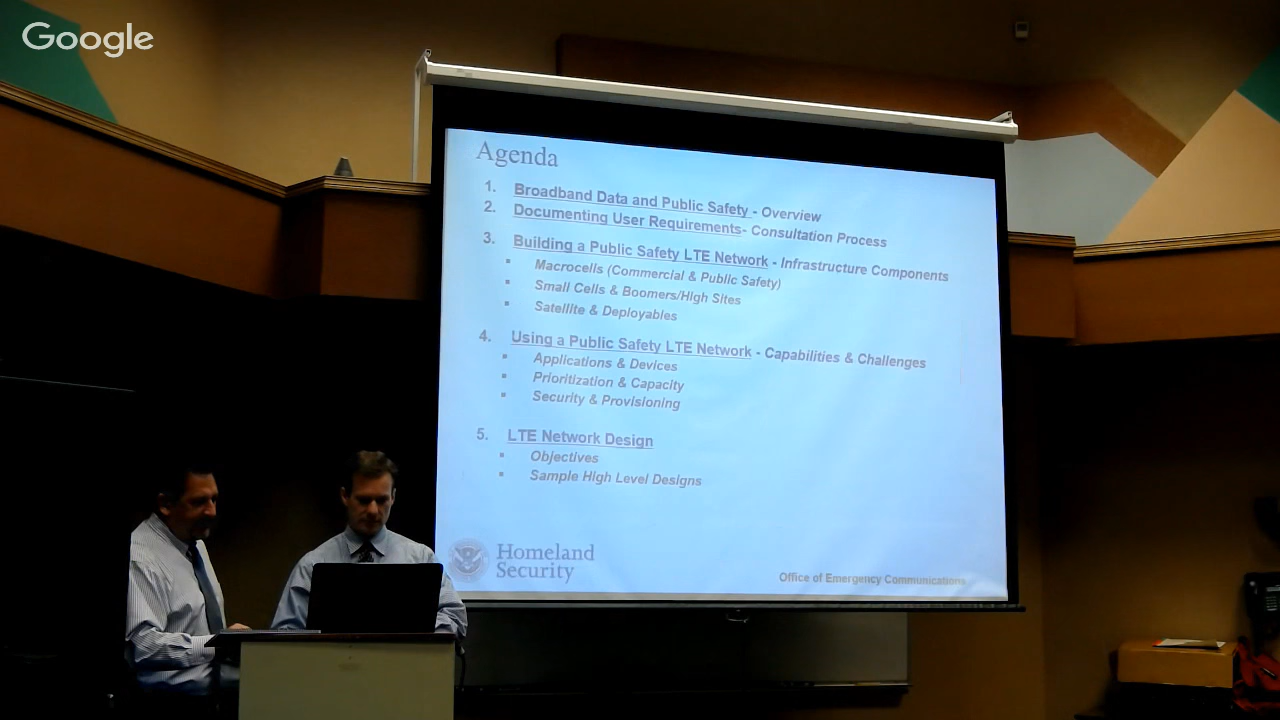 Google
Agenda
1. Broadband Data and Public Safety - Overview
2. Documenting User Requirements- Consultation Process
3. Building a Public Safety LTE Network - Infrastructure Components
▪ Macrocells (Commercial & Public Safety)
▪ Small Cells & Boomers/High Sites
▪ Satellite & Deployables
4. Using a Public Safety LTE Network - Capabilities & Challenges
▪ Applications & Devices
▪ Prioritization & Capacity
▪ Security & Provisioning
5. LTE Network Design
▪ Objectives
▪ Sample High Level Designs
Homeland
Security
Office of Emergency Communications